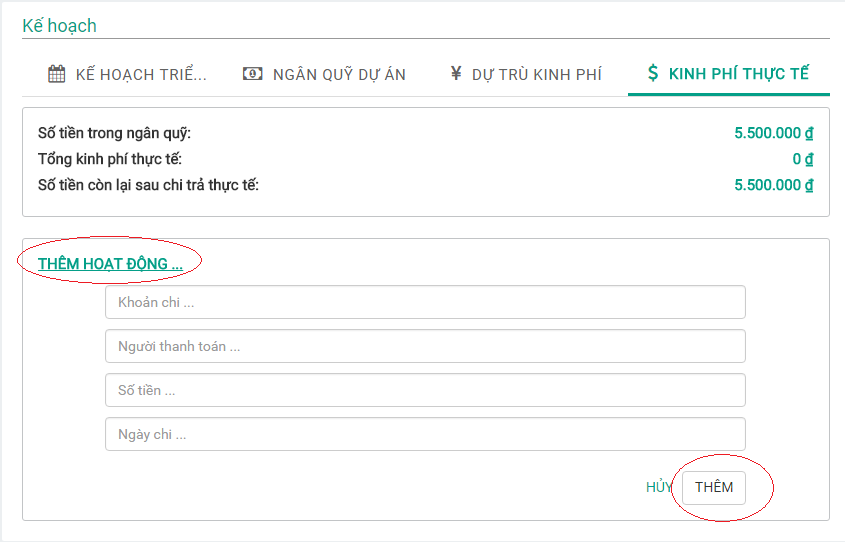 Kế hoạch
KẾ HOẠCH TRIỂ... NGÂN QUỸ DỰ ÁN ¥ DỰ TRÙ KINH PHÍ $ KINH PHÍ THỰC TẾ
Số tiền trong ngân quỹ: 5.500.000 ₫
Tổng kinh phí thực tế: 0 ₫
Số tiền còn lại sau chi trả thực tế: 5.500.000 ₫
THÊM HOẠT ĐỘNG ...
Khoản chi ...
Người thanh toán ...
Số tiền ...
Ngày chi ...
HỦY THÊM